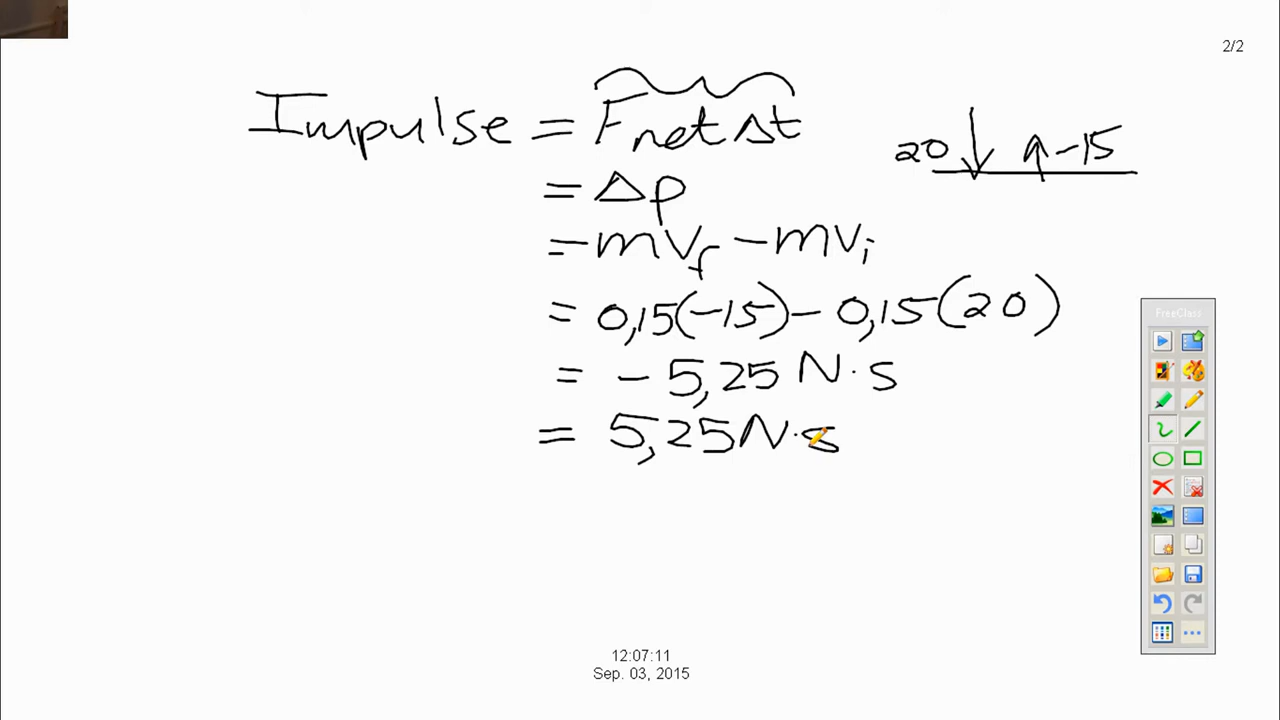 2/2
Impulse = Fnet Δt
20 ↓ ↑ -15
= Δp
= mvf - mvi
= 0,15(-15) - 0,15(20)
= - 5,25 N·s
= 5,25 N·s
FreeClass
12:07:11
Sep. 03, 2015